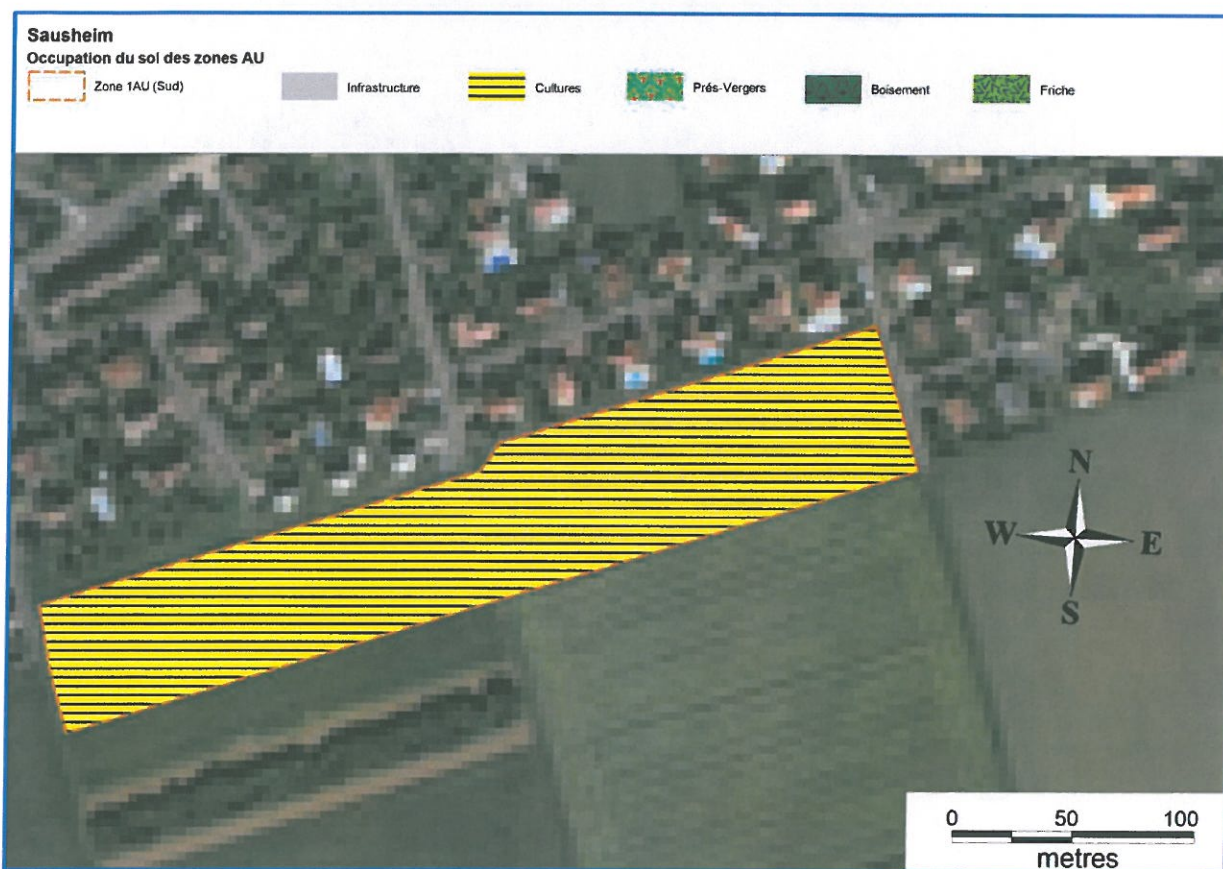 Sausheim
Occupation du sol des zones AU
Zone 1AU (Sud) Infrastructure Cultures Prés-Vergers Boisement Friche
N
W E
S
0 50 100
metres